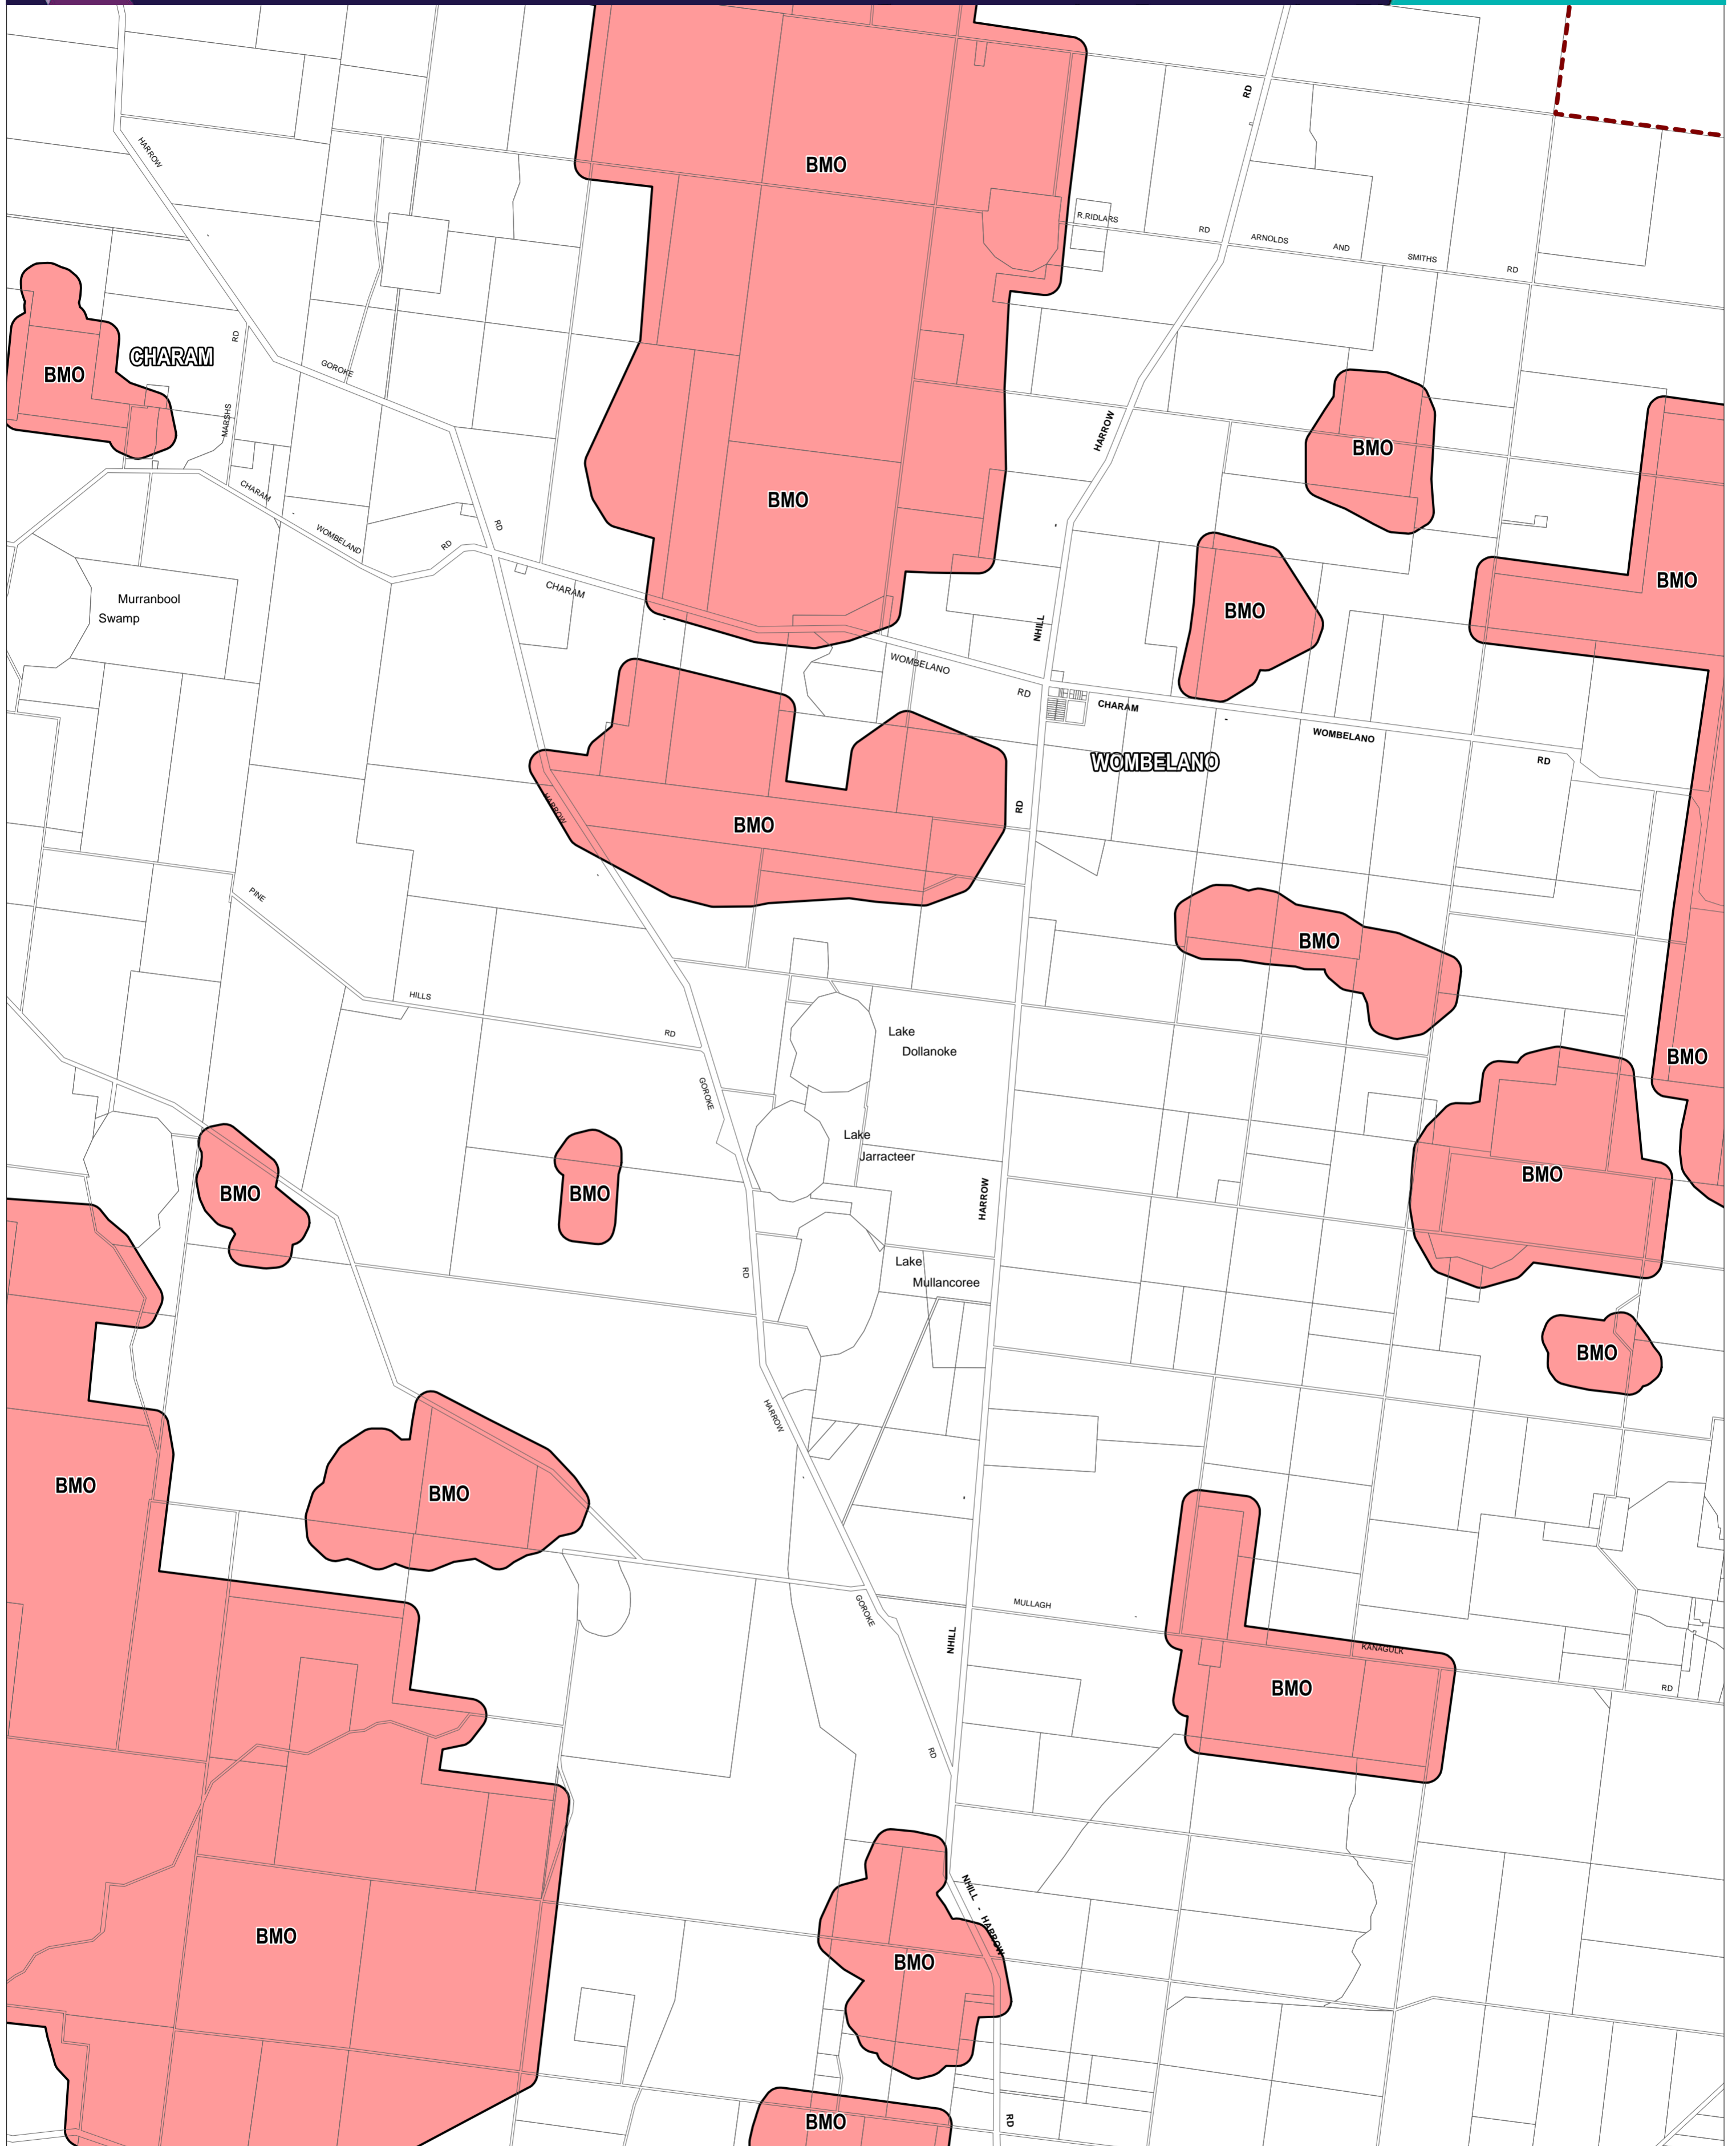 RD
HARROW
BMO
R.RIDLARS
RD
ARNOLDS
AND
SMITHS
RD
RD
CHARAM
GOROKE
BMO
MARSHS
HARROW
BMO
CHARAM
BMO
RD
WOMBELAND
RD
BMO
CHARAM
Murranbool
Swamp
BMO
NHILL
WOMBELANO
RD
CHARAM
WOMBELANO
WOMBELANO
RD
HARROW
RD
BMO
PINE
BMO
HILLS
RD
Lake
Dollanoke
BMO
GOROKE
Lake
Jarracteer
BMO
BMO
BMO
HARROW
RD
Lake
Mullancoree
BMO
HARROW
BMO
BMO
GOROKE
MULLAGH
NHILL
KANAGULK
BMO
RD
RD
NHILL - HARROW
BMO
BMO
RD
BMO